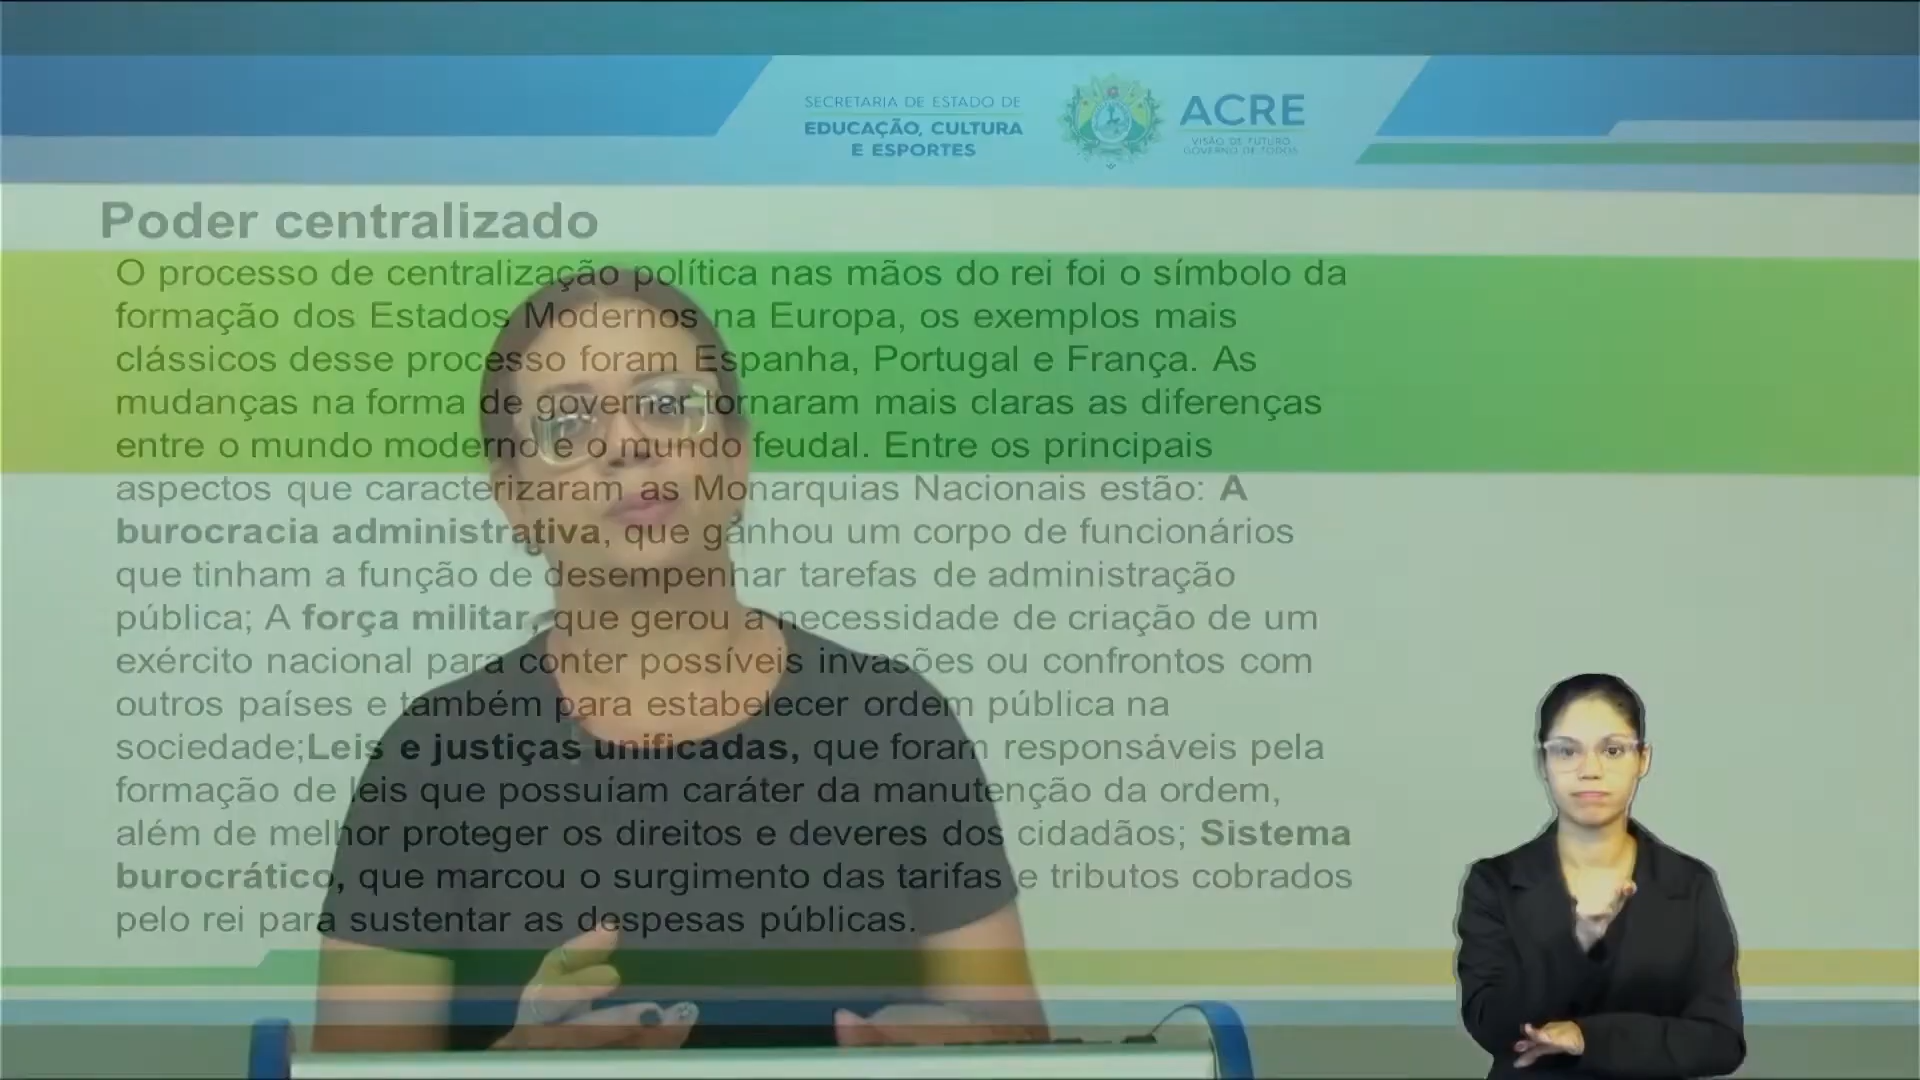 SECRETARIA DE ESTADO DE
EDUCAÇÃO, CULTURA
E ESPORTES
ACRE
VISÃO DE FUTURO
GOVERNO DE TODOS
Poder centralizado
O processo de centralização política nas mãos do rei foi o símbolo da
formação dos Estados Modernos na Europa, os exemplos mais
clássicos desse processo foram Espanha, Portugal e França. As
mudanças na forma de governar tornaram mais claras as diferenças
entre o mundo moderno e o mundo feudal. Entre os principais
aspectos que caracterizaram as Monarquias Nacionais estão: A
burocracia administrativa, que ganhou um corpo de funcionários
que tinham a função de desempenhar tarefas de administração
pública; A força militar, que gerou a necessidade de criação de um
exército nacional para conter possíveis invasões ou confrontos com
outros países e também para estabelecer ordem pública na
sociedade;Leis e justiças unificadas, que foram responsáveis pela
formação de leis que possuíam caráter da manutenção da ordem,
além de melhor proteger os direitos e deveres dos cidadãos; Sistema
burocrático, que marcou o surgimento das tarifas e tributos cobrados
pelo rei para sustentar as despesas públicas.